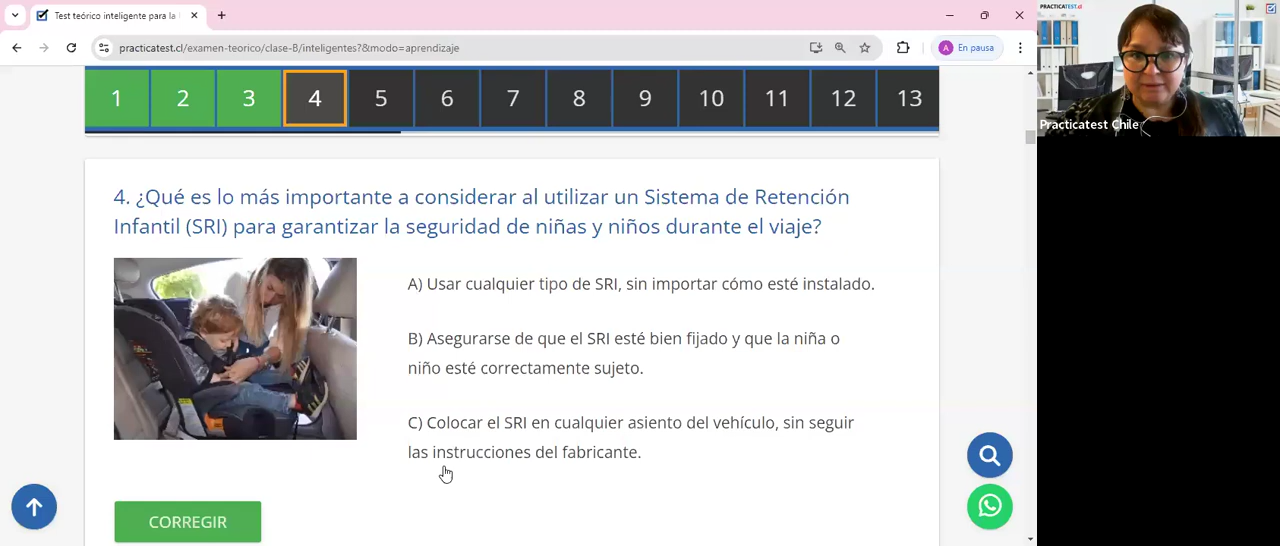 Test teórico inteligente para la
practicatest.cl/examen-teorico/clase-B/inteligentes?&modo=aprendizaje
A
En pausa
PRACTICATEST.cl
Practicatest Chile
1 2 3 4 5 6 7 8 9 10 11 12 13
4. ¿Qué es lo más importante a considerar al utilizar un Sistema de Retención
Infantil (SRI) para garantizar la seguridad de niñas y niños durante el viaje?
A) Usar cualquier tipo de SRI, sin importar cómo esté instalado.
B) Asegurarse de que el SRI esté bien fijado y que la niña o
niño esté correctamente sujeto.
C) Colocar el SRI en cualquier asiento del vehículo, sin seguir
las instrucciones del fabricante.
CORREGIR